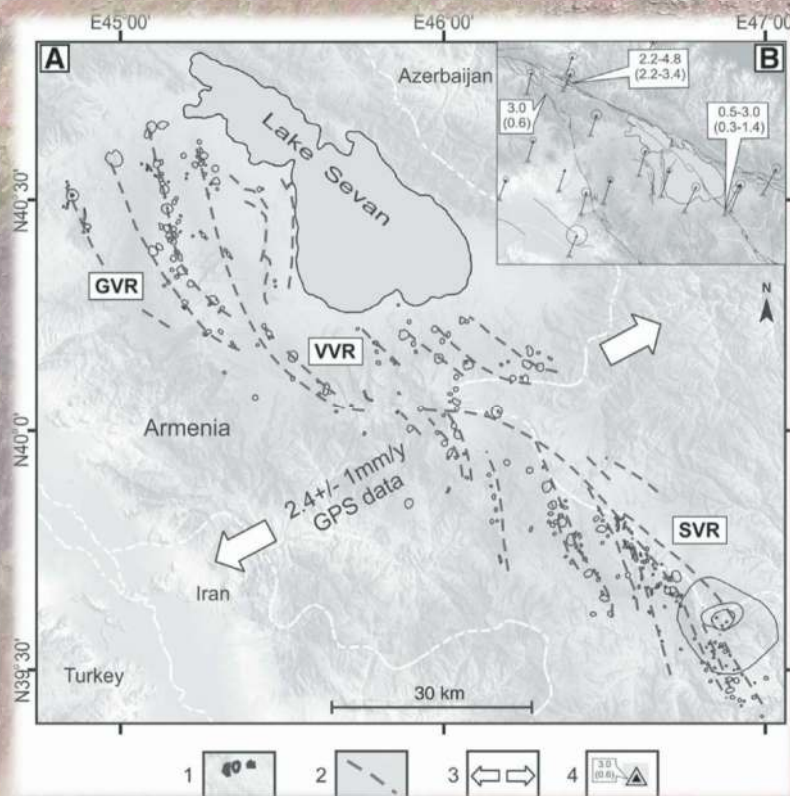 E45°00'
E46°00'
E47°00'
A
B
Azerbaijan
2.2-4.8
(2.2-3.4)
3.0
(0.6)
0.5-3.0
(0.3-1.4)
Lake Sevan
N40°30'
GVR
N
VVR
Armenia
N40°00'
2.4+/- 1mm/y
GPS data
SVR
Iran
Turkey
N39°30'
30 km
1
2
3
4
3.0
(0.6)